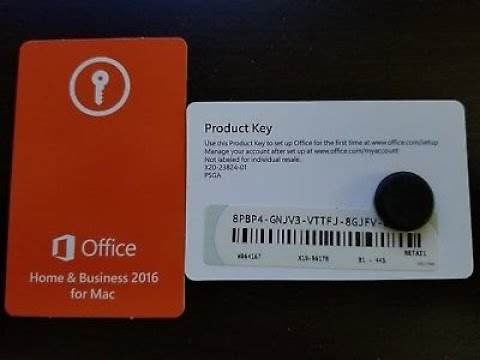 Office
Home & Business 2016
for Mac
Product Key
Use this Product Key to set up Office for the first time at www.office.com/setup
Manage your account after set up at www.office.com/myaccount
Not labeled for individual resale.
X20-23824-01
PSGA
8PBP4-GNJV3-VTTFJ-8GJFV-
RETAIL